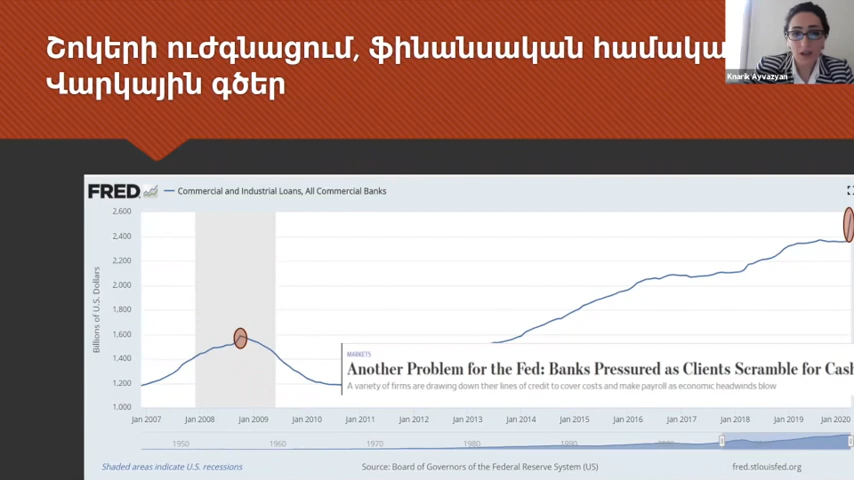 Շոկերի ուժգնացում, ֆինանսական համակա
Վարկային գծեր
Knarik Ayvazyan
FRED
Commercial and Industrial Loans, All Commercial Banks
2,600
2,400
2,200
2,000
1,800
1,600
1,400
1,200
1,000
Billions of U.S. Dollars
MARKETS
Another Problem for the Fed: Banks Pressured as Clients Scramble for Cash
A variety of firms are drawing down their lines of credit to cover costs and make payroll as economic headwinds blow
Jan 2007 Jan 2008 Jan 2009 Jan 2010 Jan 2011 Jan 2012 Jan 2013 Jan 2014 Jan 2015 Jan 2016 Jan 2017 Jan 2018 Jan 2019 Jan 2020
1950 1960 1970 1980 1990
Shaded areas indicate U.S. recessions
Source: Board of Governors of the Federal Reserve System (US)
fred.stlouisfed.org